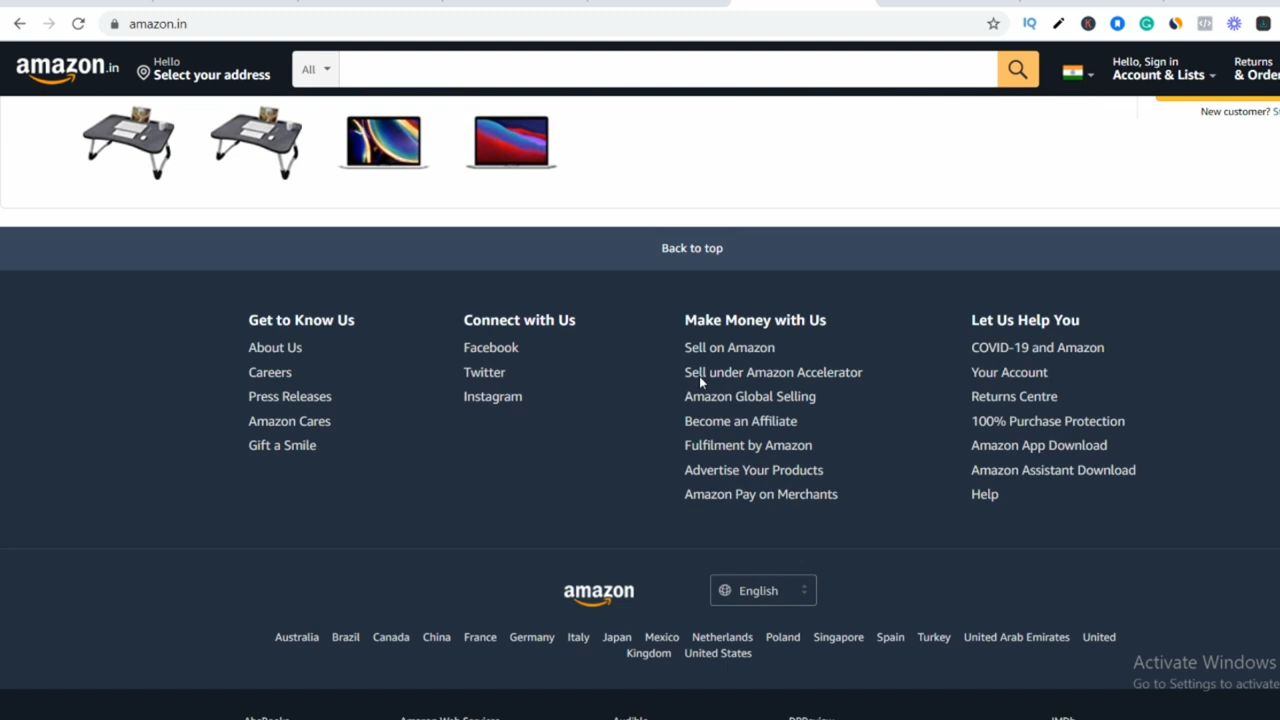 amazon.in
IQ
K
amazon.in
Hello
Select your address
All
Hello, Sign in
Account & Lists
Returns
& Order
New customer? St
Back to top
Get to Know Us
About Us
Careers
Press Releases
Amazon Cares
Gift a Smile
Connect with Us
Facebook
Twitter
Instagram
Make Money with Us
Sell on Amazon
Sell under Amazon Accelerator
Amazon Global Selling
Become an Affiliate
Fulfilment by Amazon
Advertise Your Products
Amazon Pay on Merchants
Let Us Help You
COVID-19 and Amazon
Your Account
Returns Centre
100% Purchase Protection
Amazon App Download
Amazon Assistant Download
Help
amazon
English
Australia Brazil Canada China France Germany Italy Japan Mexico Netherlands Poland Singapore Spain Turkey United Arab Emirates United
Kingdom United States
Activate Windows
Go to Settings to activate